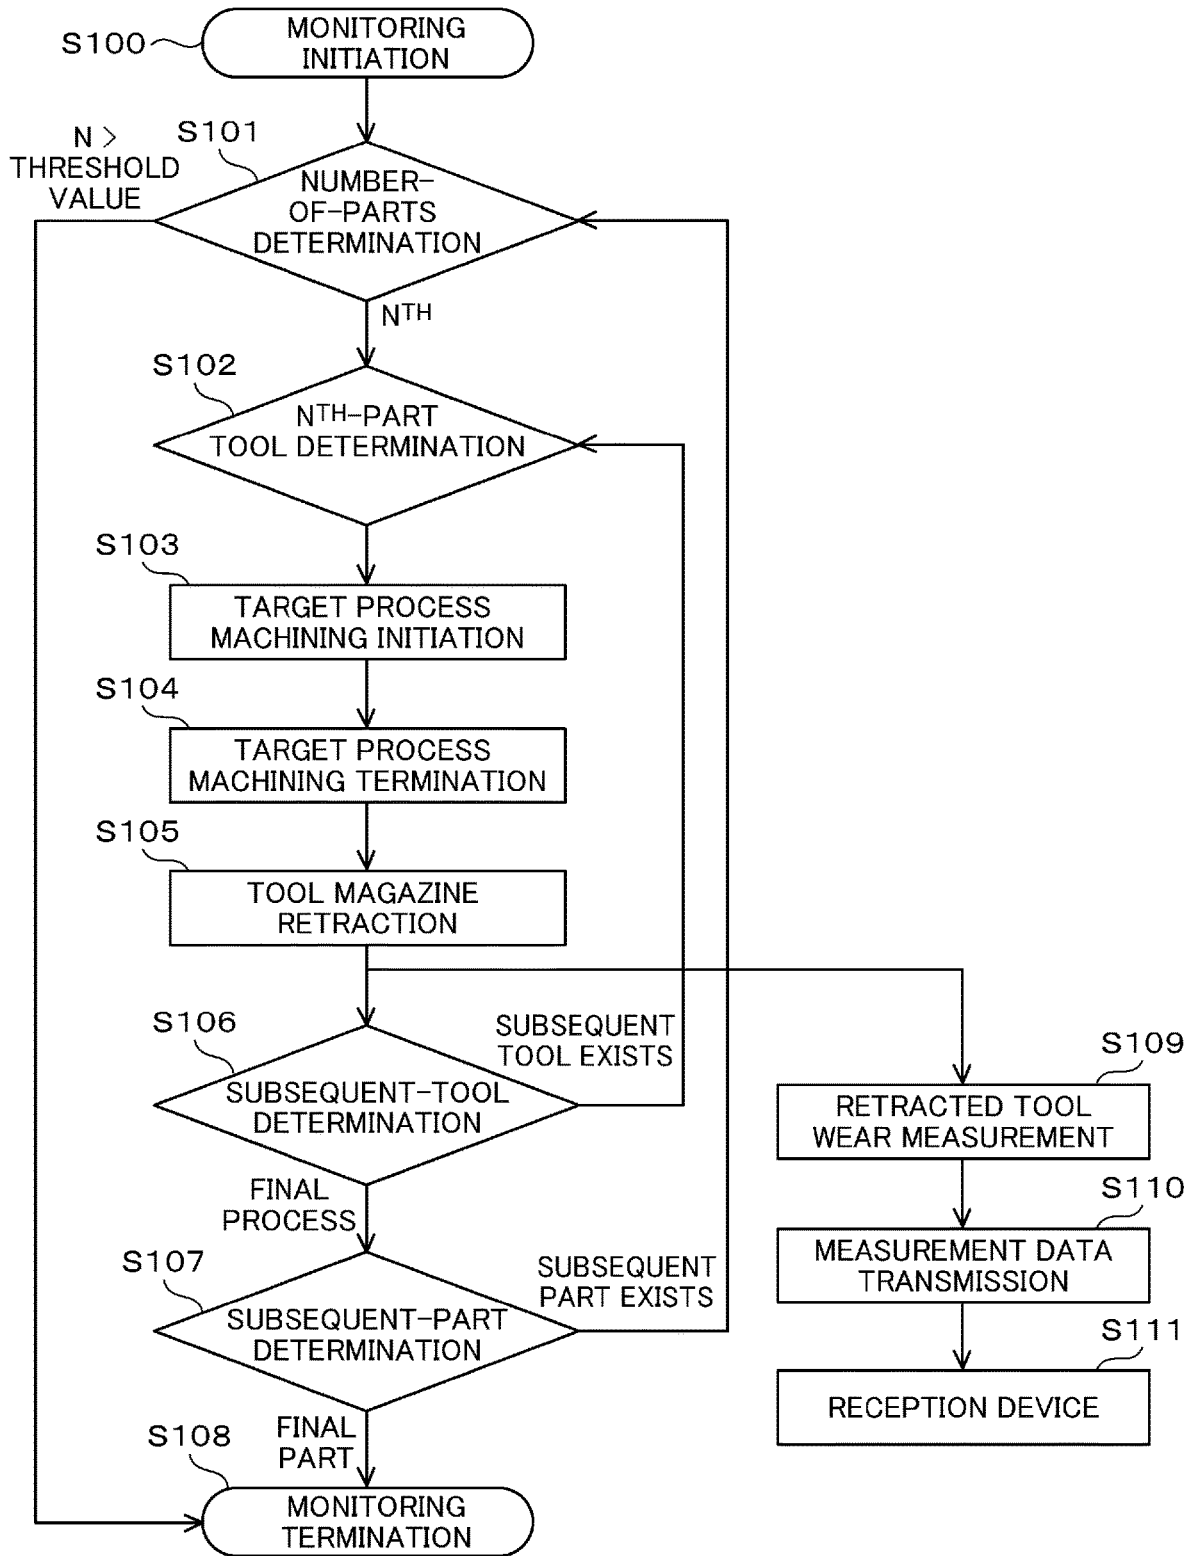 S100
MONITORING
INITIATION
S101
N >
THRESHOLD
VALUE
NUMBER-
OF-PARTS
DETERMINATION
NTH
S102
NTH-PART
TOOL DETERMINATION
S103
TARGET PROCESS
MACHINING INITIATION
S104
TARGET PROCESS
MACHINING TERMINATION
S105
TOOL MAGAZINE
RETRACTION
S106
SUBSEQUENT
TOOL EXISTS
SUBSEQUENT-TOOL
DETERMINATION
FINAL
PROCESS
S107
SUBSEQUENT
PART EXISTS
SUBSEQUENT-PART
DETERMINATION
FINAL
PART
S108
MONITORING
TERMINATION
S109
RETRACTED TOOL
WEAR MEASUREMENT
S110
MEASUREMENT DATA
TRANSMISSION
S111
RECEPTION DEVICE